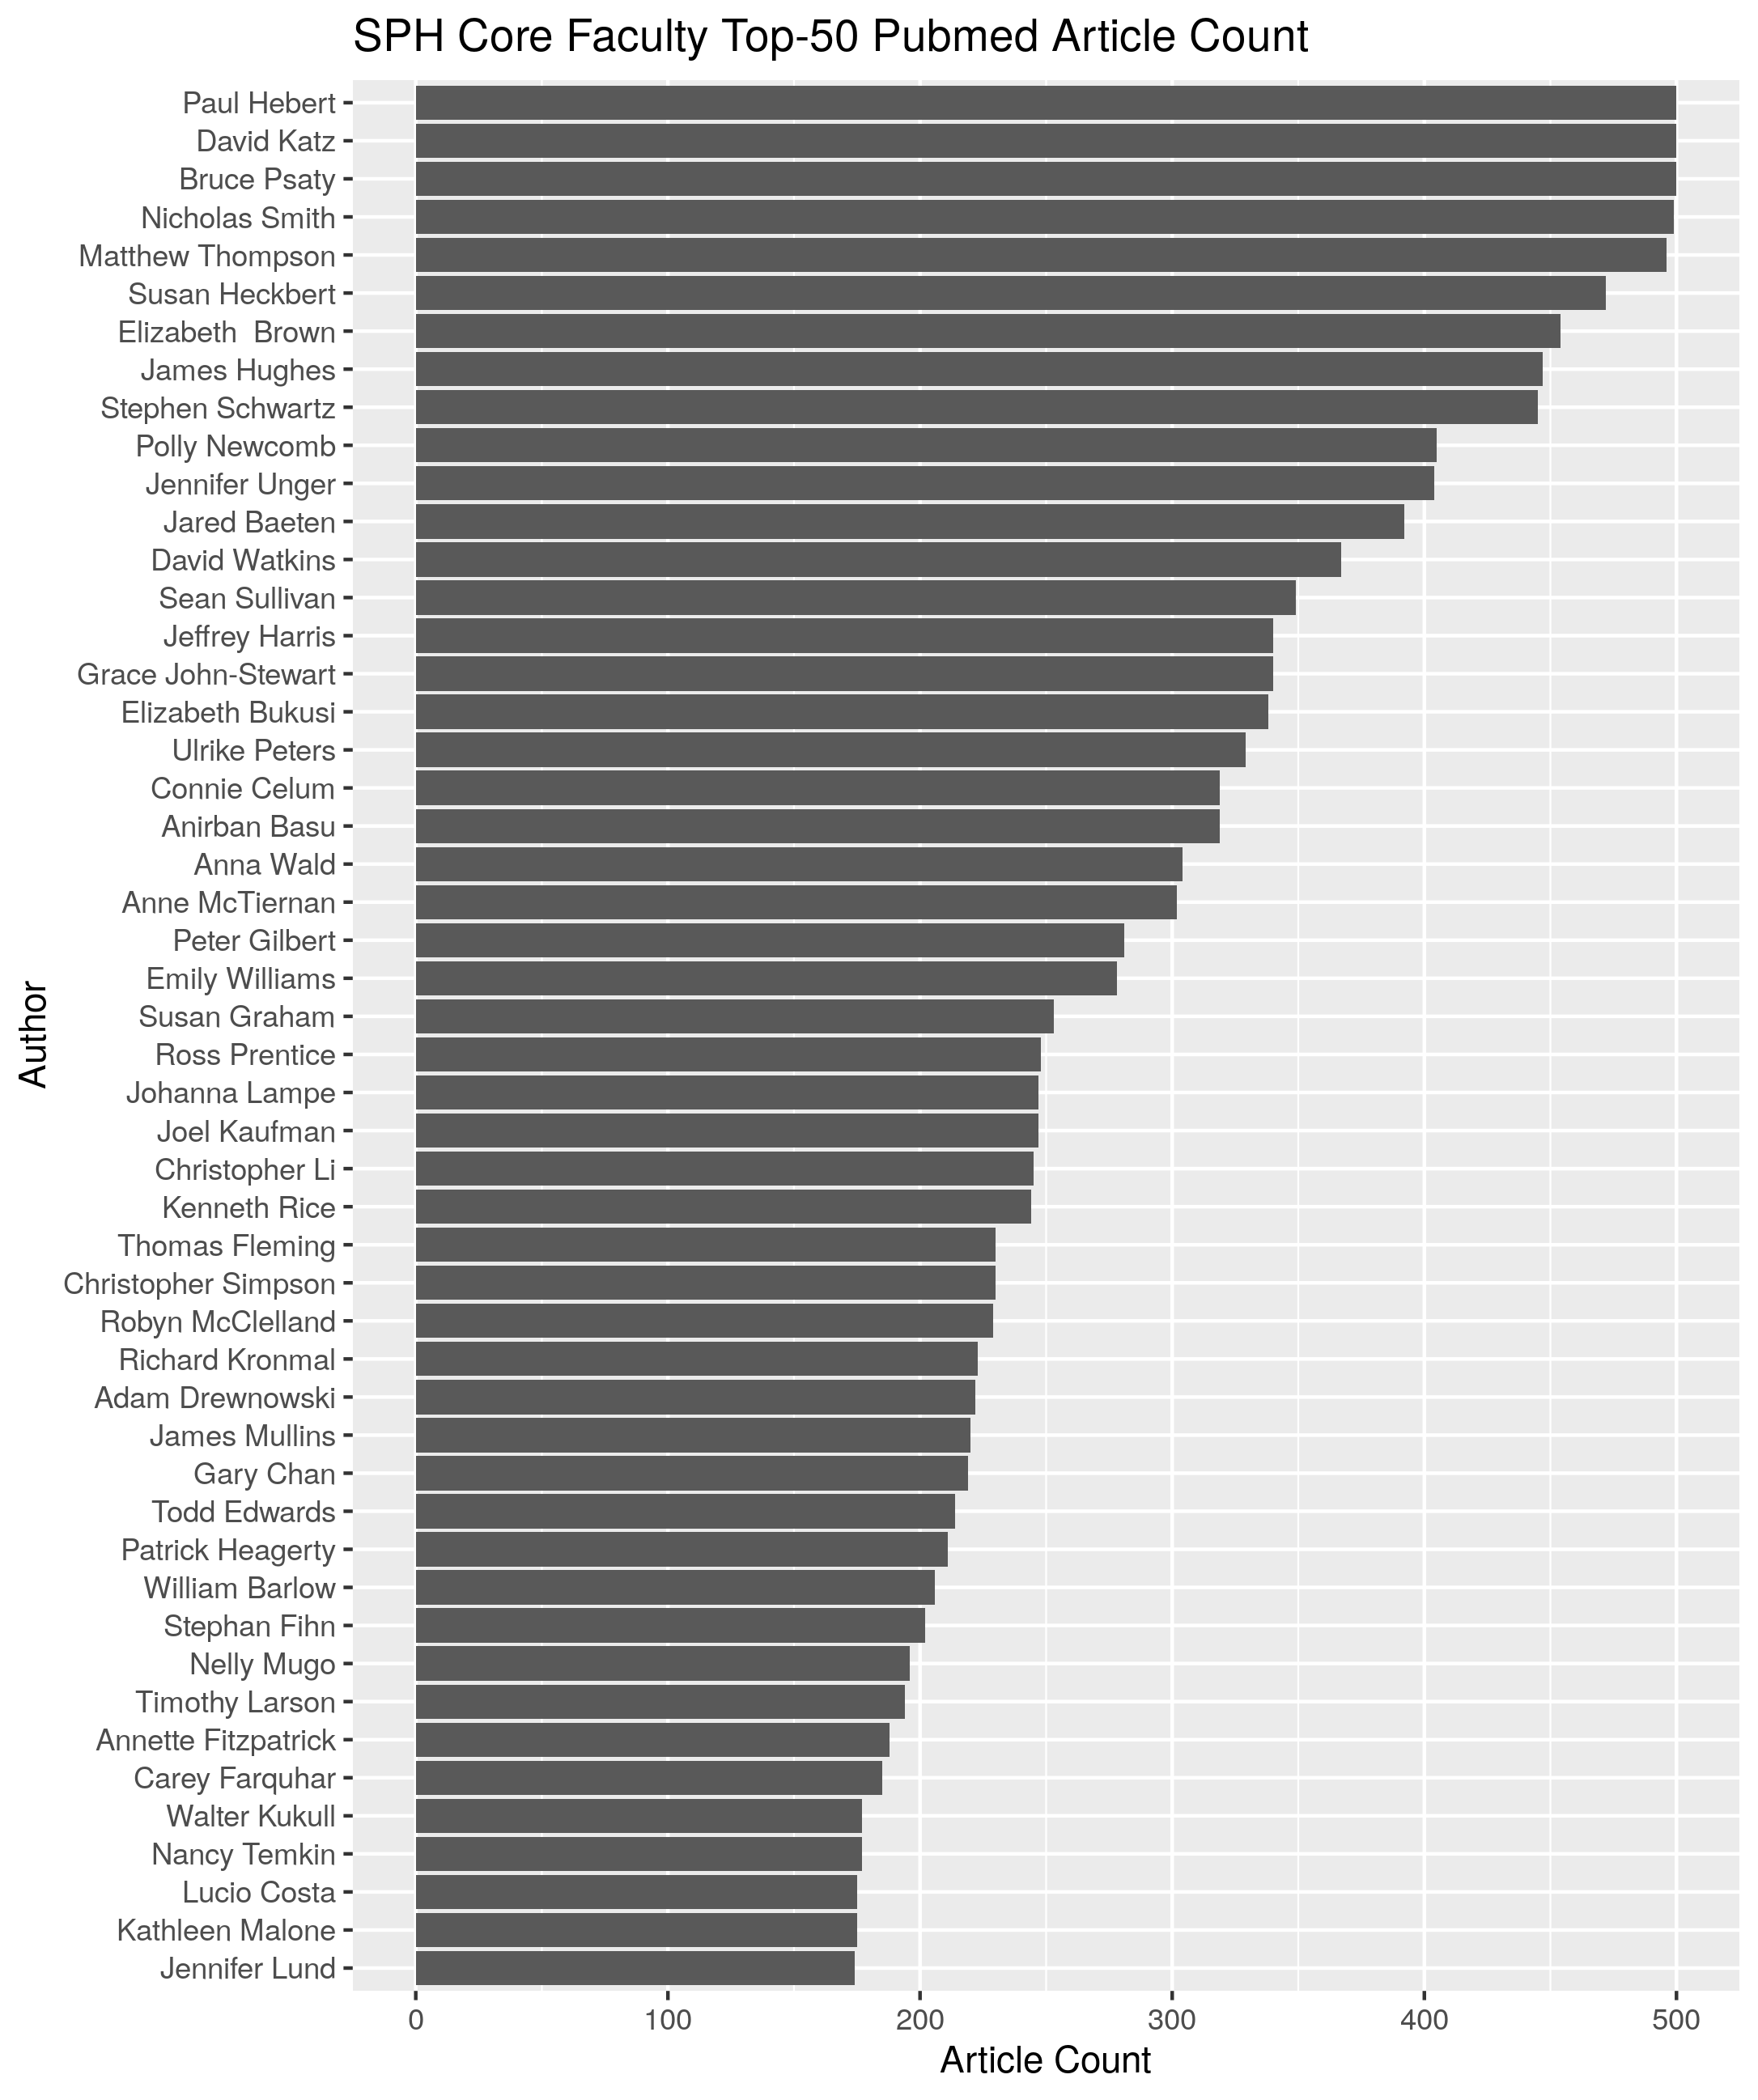 SPH Core Faculty Top-50 Pubmed Article Count
Paul Hebert
David Katz
Bruce Psaty
Nicholas Smith
Matthew Thompson
Susan Heckbert
Elizabeth  Brown
James Hughes
Stephen Schwartz
Polly Newcomb
Jennifer Unger
Jared Baeten
David Watkins
Sean Sullivan
Jeffrey Harris
Grace John-Stewart
Elizabeth Bukusi
Ulrike Peters
Connie Celum
Anirban Basu
Anna Wald
Anne McTiernan
Peter Gilbert
Emily Williams
Susan Graham
Ross Prentice
Johanna Lampe
Joel Kaufman
Christopher Li
Kenneth Rice
Thomas Fleming
Christopher Simpson
Robyn McClelland
Richard Kronmal
Adam Drewnowski
James Mullins
Gary Chan
Todd Edwards
Patrick Heagerty
William Barlow
Stephan Fihn
Nelly Mugo
Timothy Larson
Annette Fitzpatrick
Carey Farquhar
Walter Kukull
Nancy Temkin
Lucio Costa
Kathleen Malone
Jennifer Lund
Author
0 100 200 300 400 500
Article Count